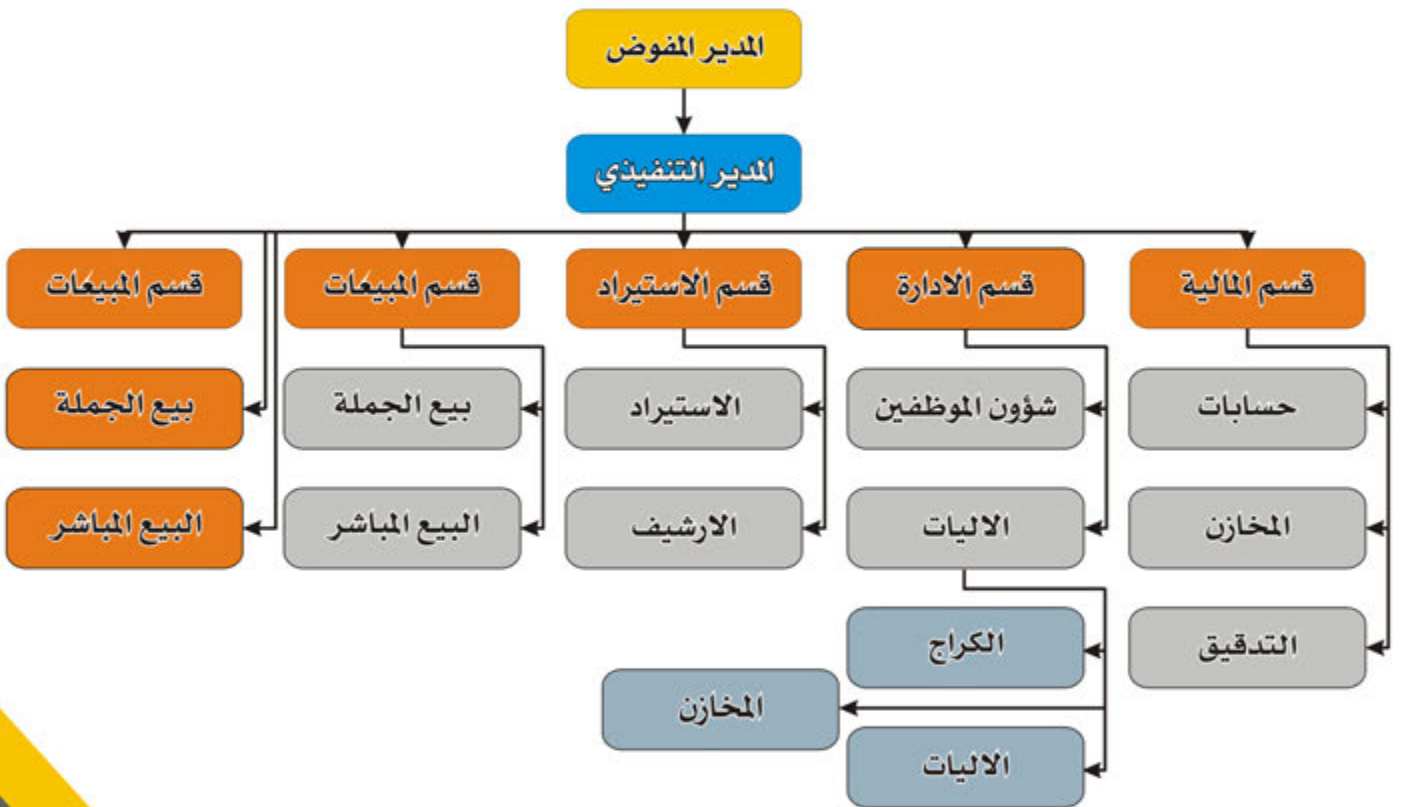 المدير المفوض
المدير التنفيذي
قسم المالية
قسم الادارة
قسم الاستيراد
قسم المبيعات
قسم المبيعات
حسابات
شؤون الموظفين
الاستيراد
بيع الجملة
بيع الجملة
المخازن
الاليات
الارشيف
البيع المباشر
البيع المباشر
التدقيق
الكراج
المخازن
الاليات